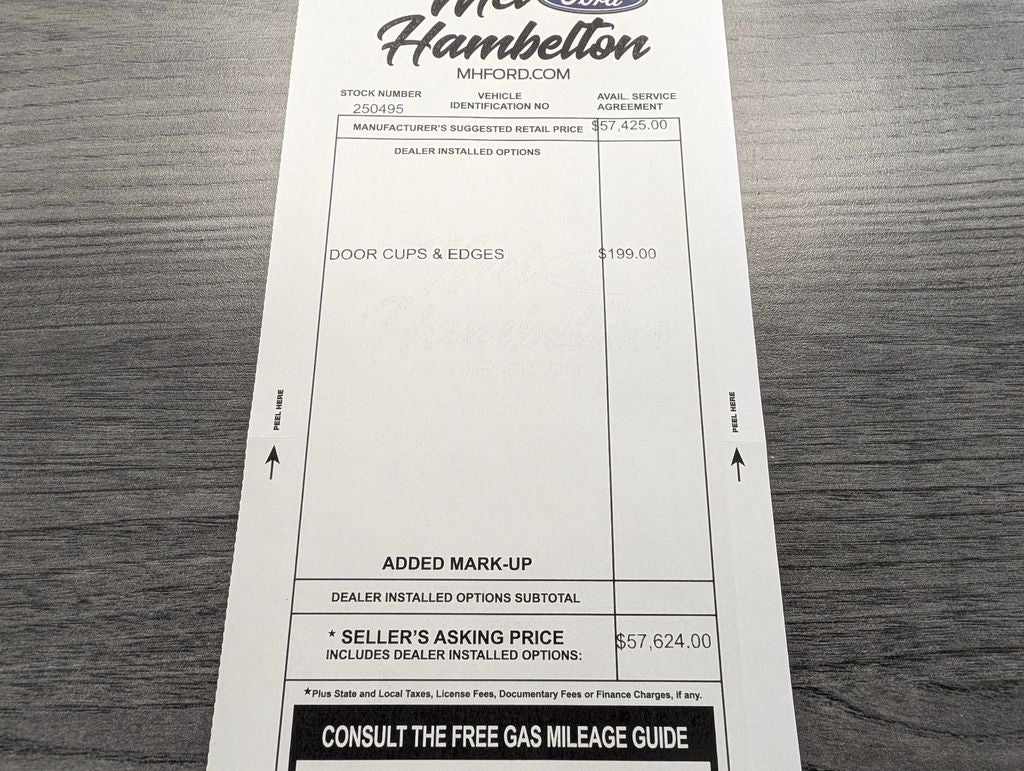 Mel Ford
Hambelton
MHFORD.COM
STOCK NUMBER
250495
VEHICLE
IDENTIFICATION NO
AVAIL. SERVICE
AGREEMENT
MANUFACTURER'S SUGGESTED RETAIL PRICE $57,425.00
DEALER INSTALLED OPTIONS
DOOR CUPS & EDGES $199.00
PEEL HERE
PEEL HERE
ADDED MARK-UP
DEALER INSTALLED OPTIONS SUBTOTAL
* SELLER'S ASKING PRICE $57,624.00
INCLUDES DEALER INSTALLED OPTIONS:
★Plus State and Local Taxes, License Fees, Documentary Fees or Finance Charges, if any.
CONSULT THE FREE GAS MILEAGE GUIDE